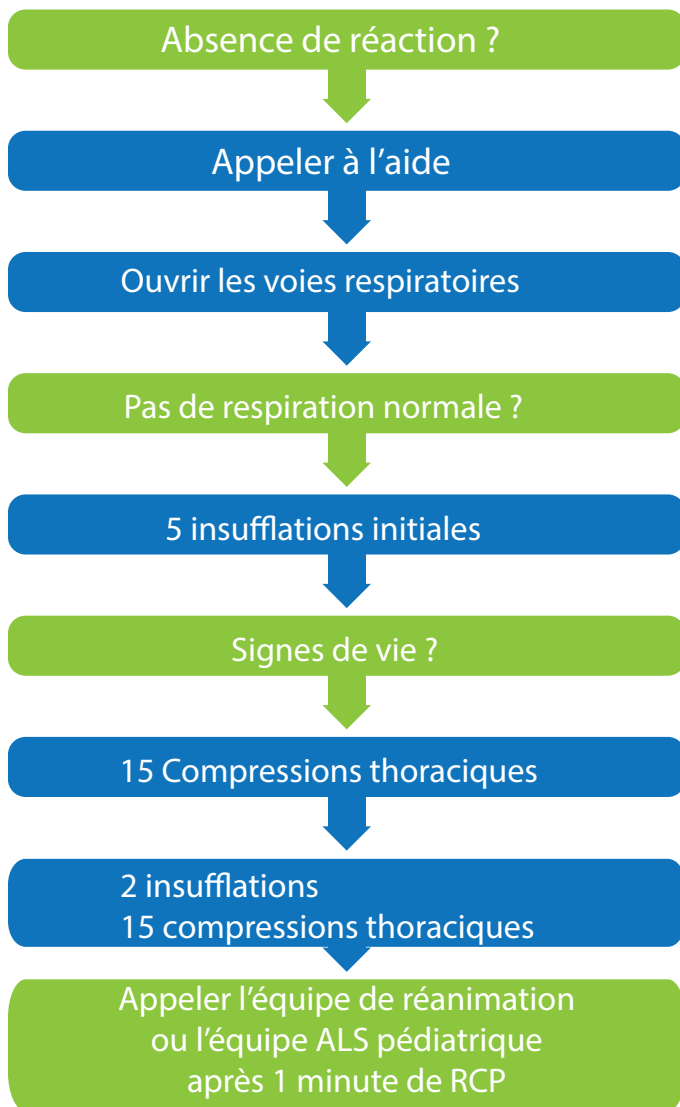 Absence de réaction ?
Appeler à l’aide
Ouvrir les voies respiratoires
Pas de respiration normale ?
5 insufflations initiales
Signes de vie ?
15 Compressions thoraciques
2 insufflations
15 compressions thoraciques
Appeler l’équipe de réanimation
ou l’équipe ALS pédiatrique
après 1 minute de RCP